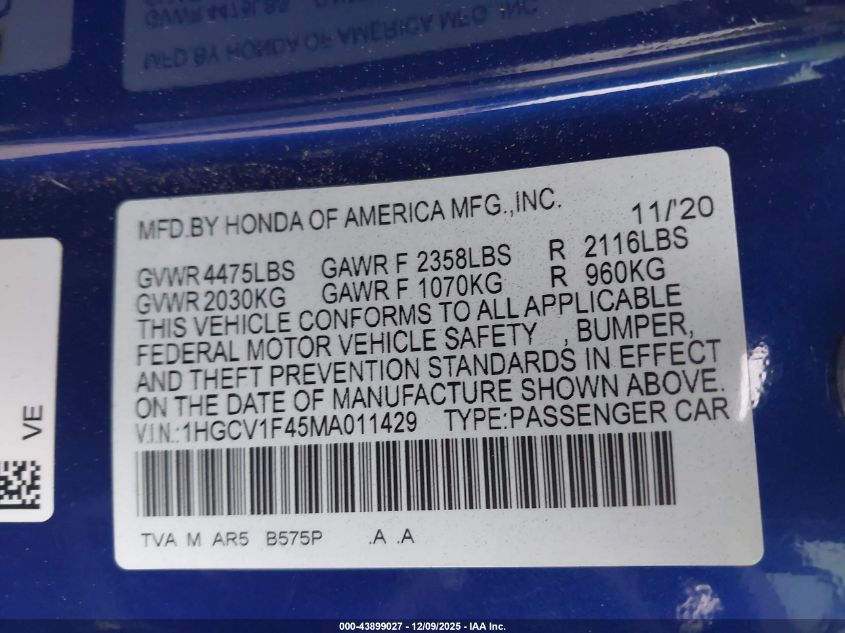 MFD.BY HONDA OF AMERICA MFG.,INC. 11/'20
GVWR 4475LBS GAWR F 2358LBS R 2116LBS
GVWR 2030KG GAWR F 1070KG R 960KG
THIS VEHICLE CONFORMS TO ALL APPLICABLE
FEDERAL MOTOR VEHICLE SAFETY , BUMPER,
AND THEFT PREVENTION STANDARDS IN EFFECT
ON THE DATE OF MANUFACTURE SHOWN ABOVE.
V.I.N.:1HGCV1F45MA011429 TYPE:PASSENGER CAR
TVA M AR5 B575P .A .A
VE
000-43899027 - 12/09/2025 - IAA Inc.